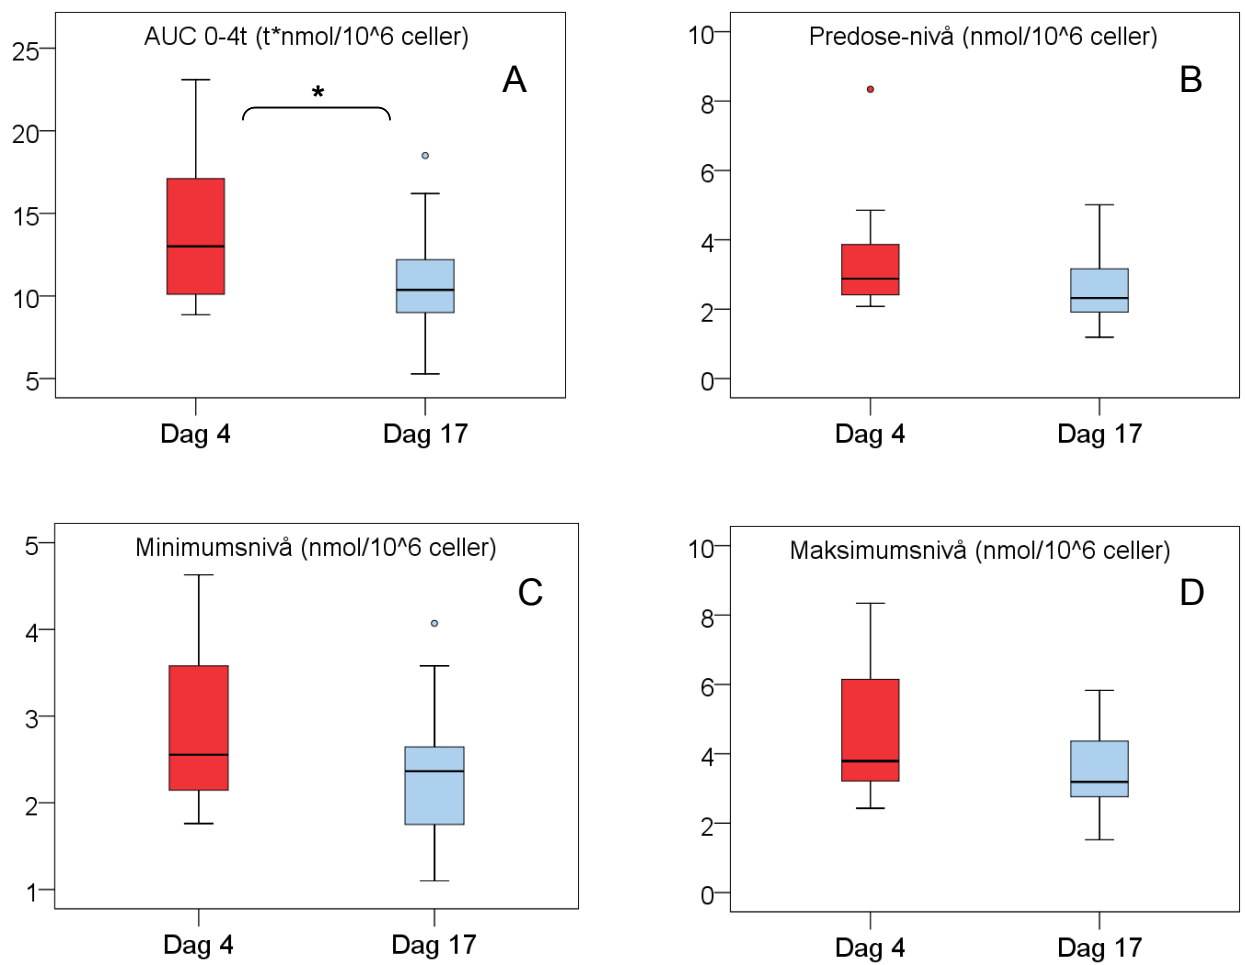 AUC 0-4t (t*nmol/10^6 celler)
A
*
25
20
15
10
5
Dag 4
Dag 17
Predose-nivå (nmol/10^6 celler)
B
10
8
6
4
2
0
Dag 4
Dag 17
Minimumsnivå (nmol/10^6 celler)
C
5
4
3
2
1
Dag 4
Dag 17
Maksimumsnivå (nmol/10^6 celler)
D
10
8
6
4
2
0
Dag 4
Dag 17